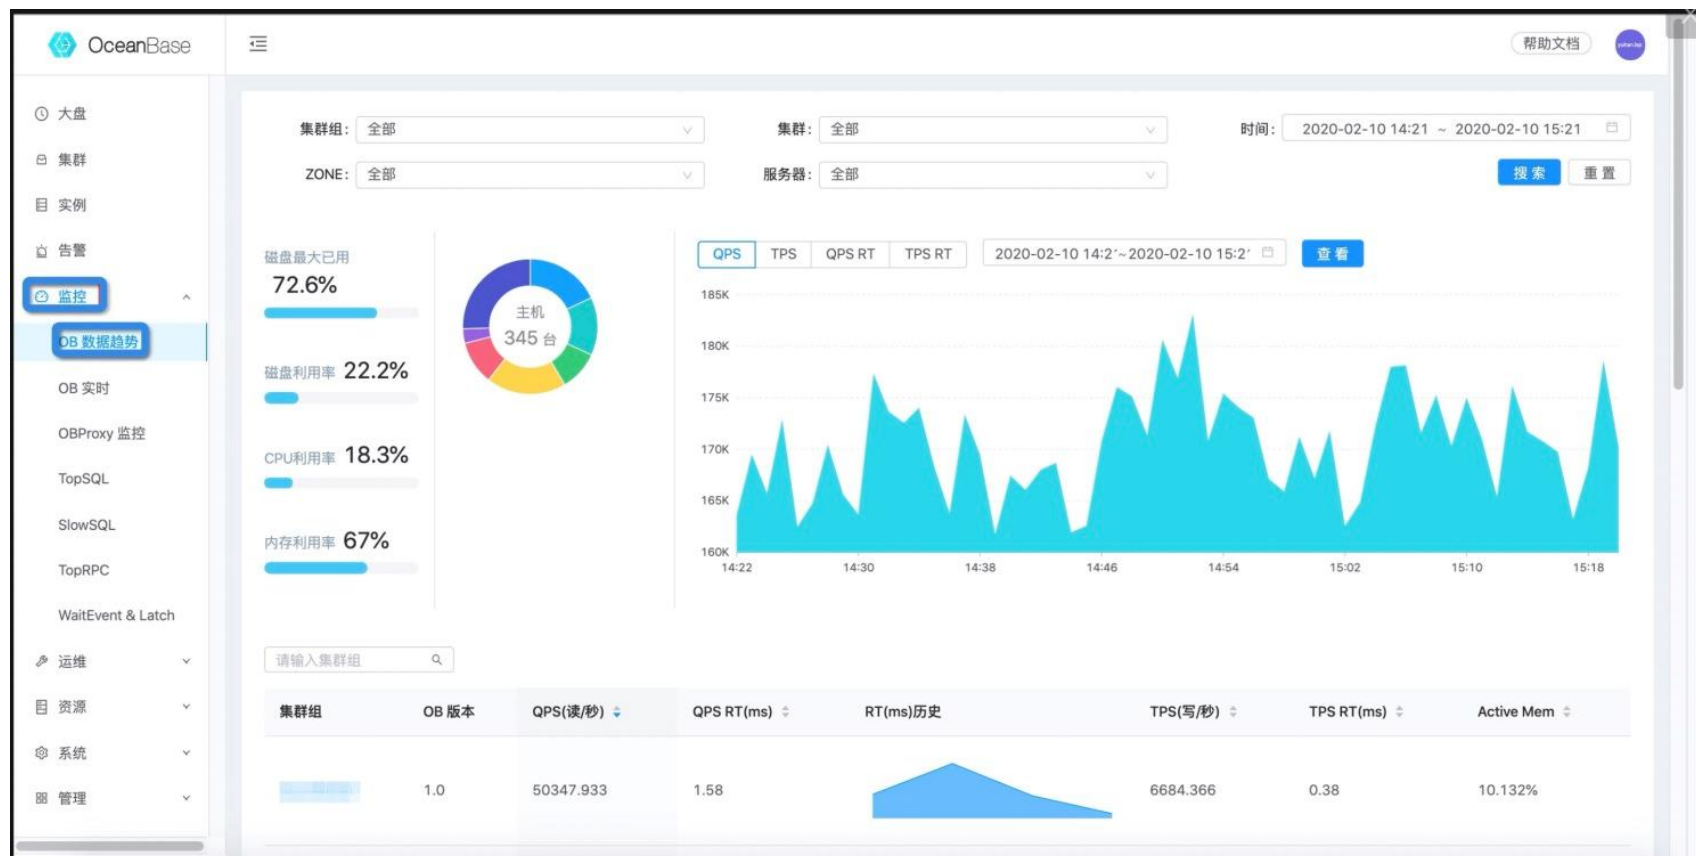 OceanBase
帮助文档
大盘
集群
实例
告警
监控
OB 数据趋势
OB 实时
OBProxy 监控
TopSQL
SlowSQL
TopRPC
WaitEvent & Latch
运维
资源
系统
管理
集群组: 全部
集群: 全部
时间: 2020-02-10 14:21 ~ 2020-02-10 15:21
ZONE: 全部
服务器: 全部
搜索 重置
磁盘最大已用
72.6%
磁盘利用率 22.2%
CPU利用率 18.3%
内存利用率 67%
主机
345 台
QPS TPS QPS RT TPS RT 2020-02-10 14:2 ~2020-02-10 15:2 查看
185K
180K
175K
170K
165K
160K
14:22 14:30 14:38 14:46 14:54 15:02 15:10 15:18
请输入集群组
集群组 OB 版本 QPS(读/秒) QPS RT(ms) RT(ms)历史 TPS(写/秒) TPS RT(ms) Active Mem
1.0 50347.933 1.58 6684.366 0.38 10.132%